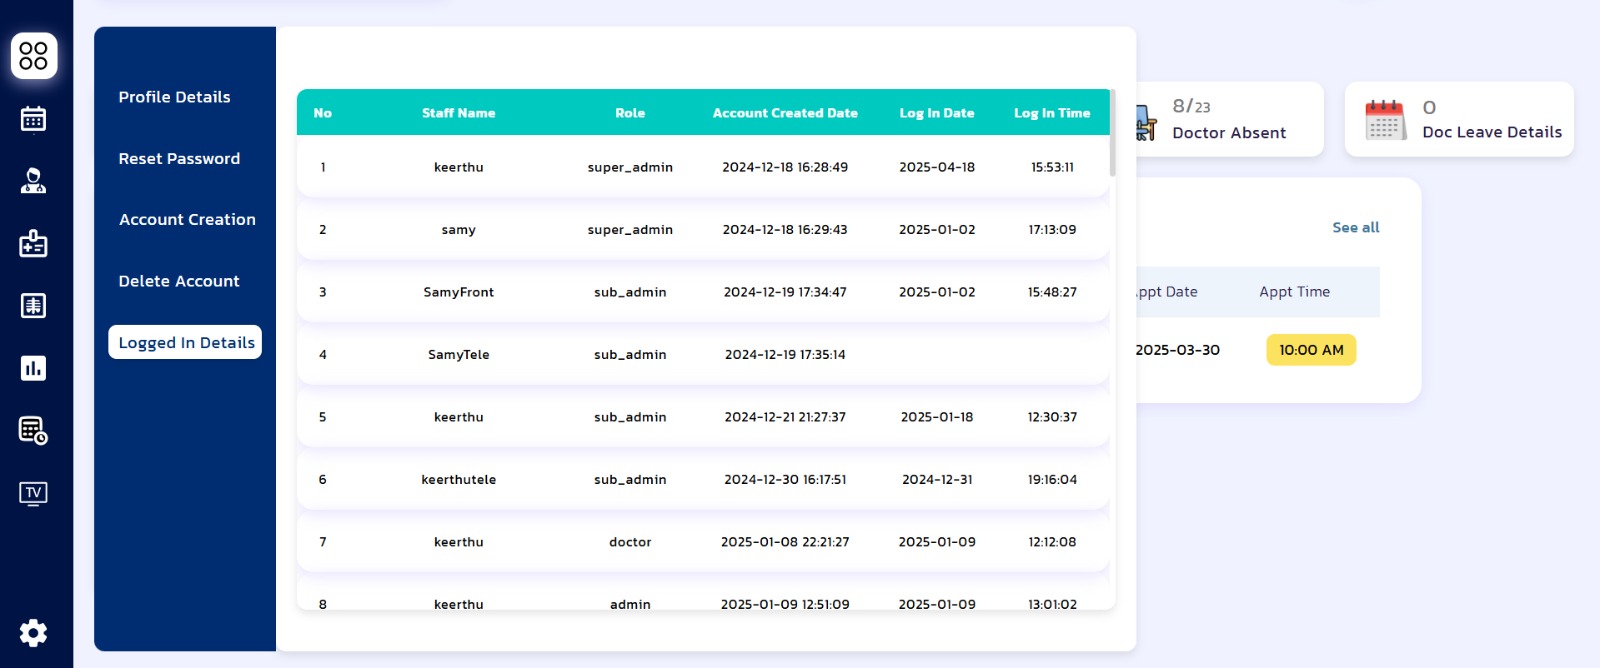 Profile Details
Reset Password
Account Creation
Delete Account
Logged In Details
No Staff Name Role Account Created Date Log In Date Log In Time
1 keerthu super_admin 2024-12-18 16:28:49 2025-04-18 15:53:11
2 samy super_admin 2024-12-18 16:29:43 2025-01-02 17:13:09
3 SamyFront sub_admin 2024-12-19 17:34:47 2025-01-02 15:48:27
4 SamyTele sub_admin 2024-12-19 17:35:14
5 keerthu sub_admin 2024-12-21 21:27:37 2025-01-18 12:30:37
6 keerthutele sub_admin 2024-12-30 16:17:51 2024-12-31 19:16:04
7 keerthu doctor 2025-01-08 22:21:27 2025-01-09 12:12:08
8 keerthu admin 2025-01-09 12:51:09 2025-01-09 13:01:02
8/23
Doctor Absent
0
Doc Leave Details
See all
ppt Date Appt Time
2025-03-30 10:00 AM
TV